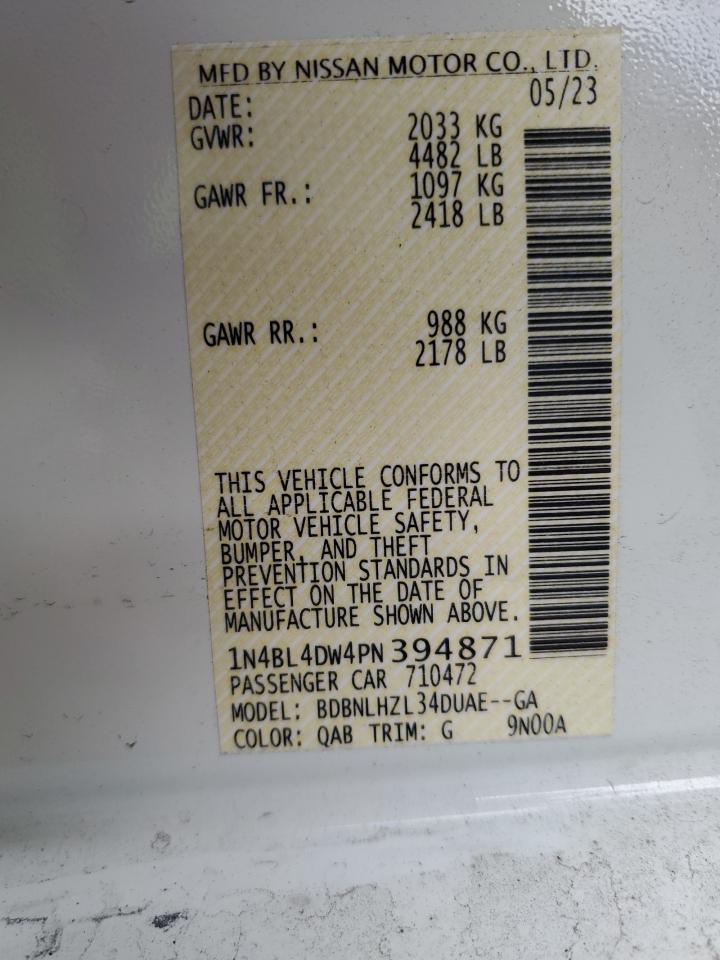 MFD BY NISSAN MOTOR CO., LTD.
DATE: 05/23
GVWR: 2033 KG
4482 LB
GAWR FR.: 1097 KG
2418 LB
GAWR RR.: 988 KG
2178 LB
THIS VEHICLE CONFORMS TO
ALL APPLICABLE FEDERAL
MOTOR VEHICLE SAFETY,
BUMPER, AND THEFT
PREVENTION STANDARDS IN
EFFECT ON THE DATE OF
MANUFACTURE SHOWN ABOVE.
1N4BL4DW4PN394871
PASSENGER CAR 710472
MODEL: BDBNLHZL34DUAE--GA
COLOR: QAB TRIM: G 9N00A